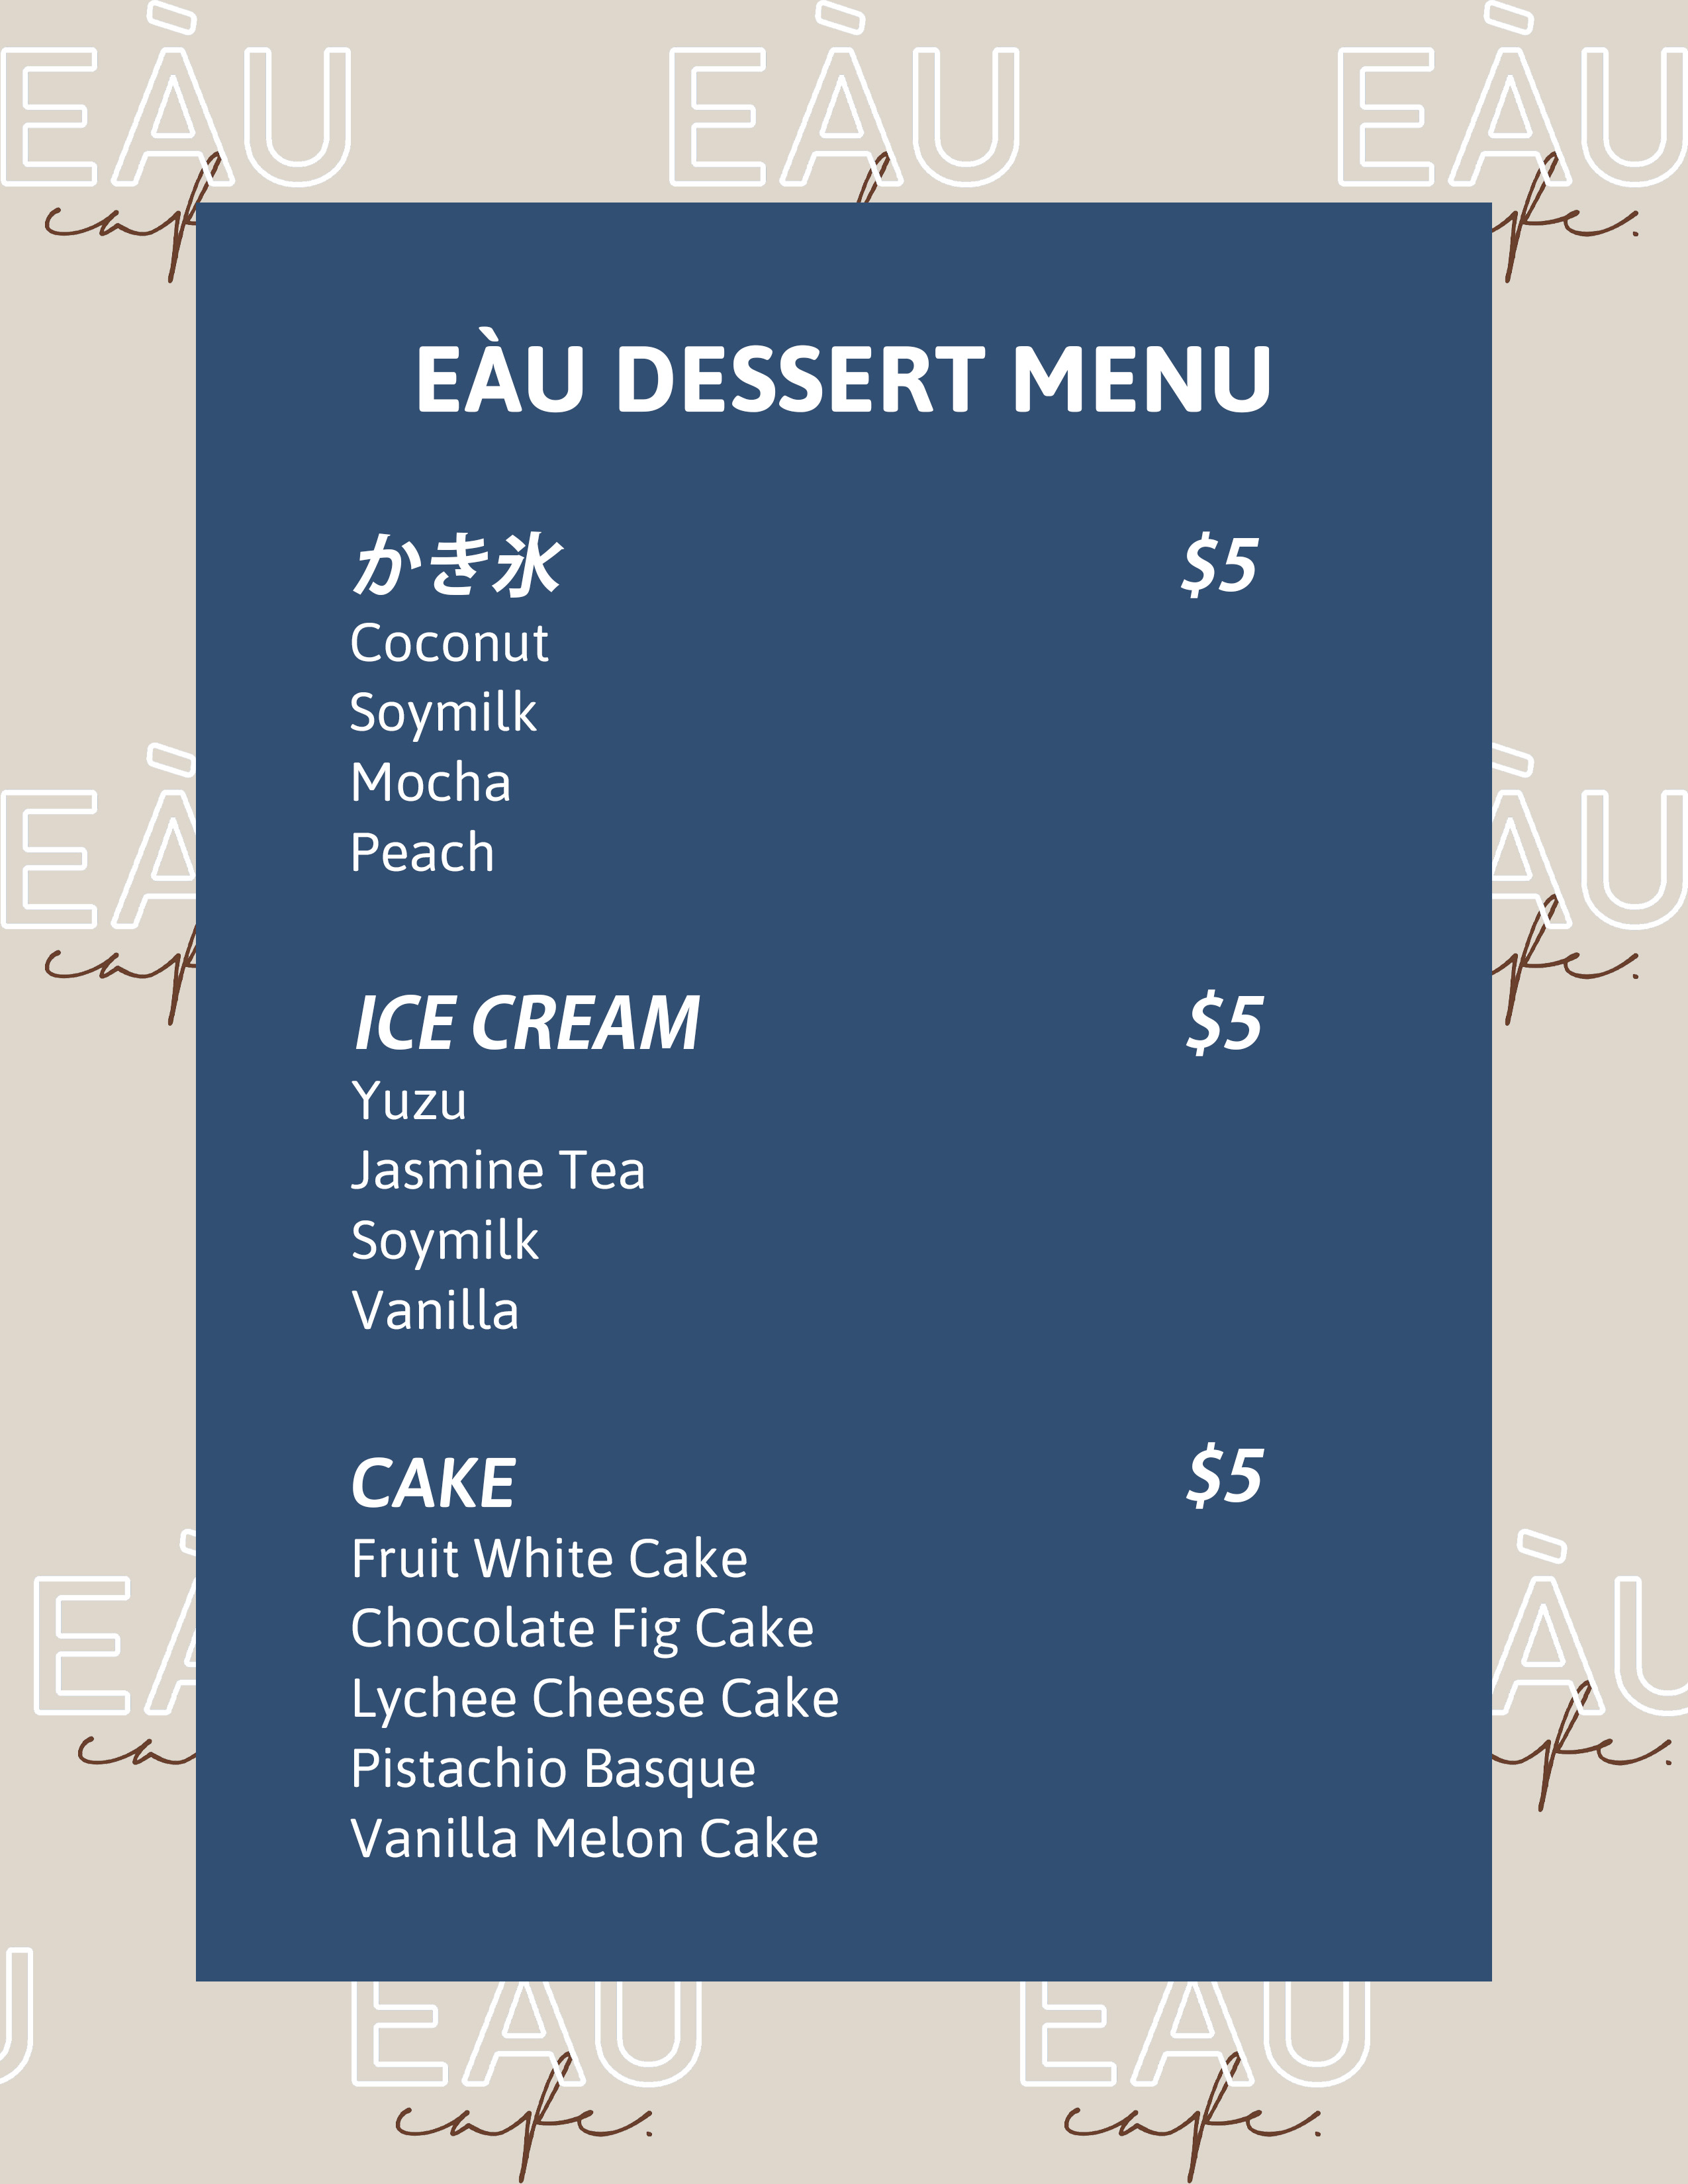 EÀU EÀU EÀU
cafe.
EÀU DESSERT MENU
かき氷 $5
Coconut
Soymilk
Mocha
Peach
ICE CREAM $5
Yuzu
Jasmine Tea
Soymilk
Vanilla
CAKE $5
Fruit White Cake
Chocolate Fig Cake
Lychee Cheese Cake
Pistachio Basque
Vanilla Melon Cake
EÀU EÀU
cafe. cafe.